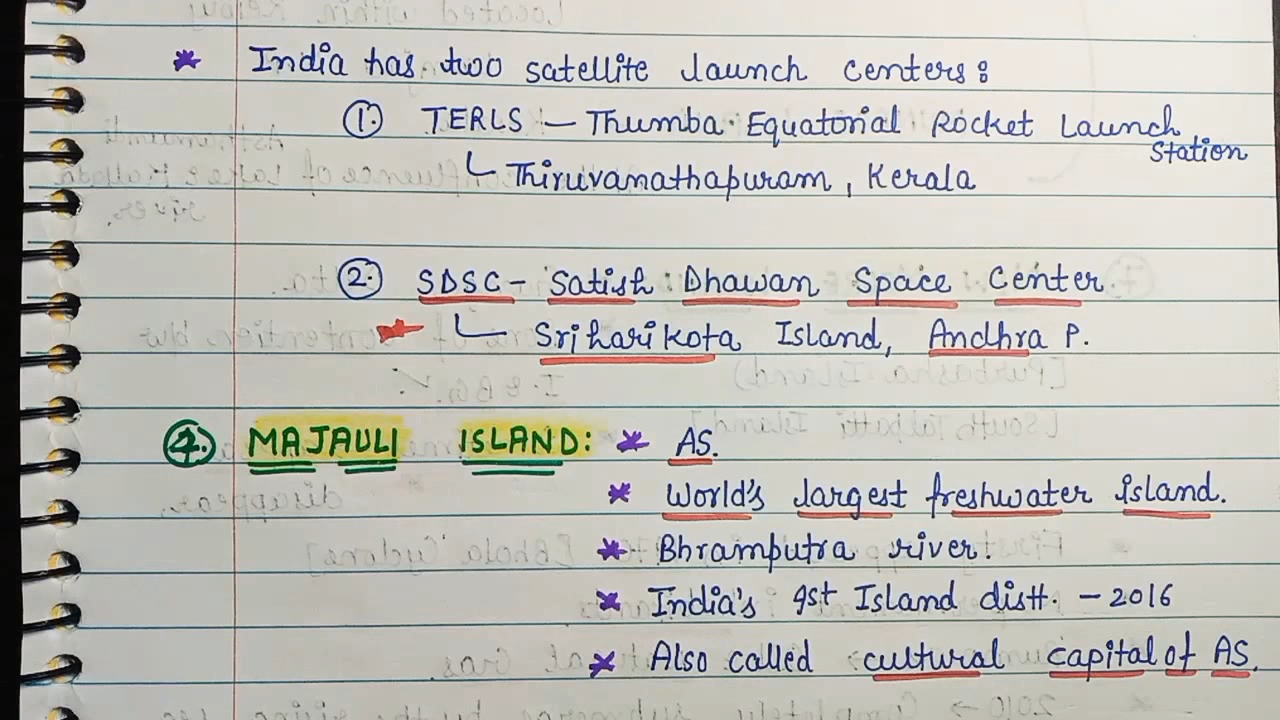 * India has two satellite launch centers:
① TERLS – Thumba Equatorial Rocket Launch Station
Thiruvanathapuram, Kerala
② SDSC – Satish Dhawan Space Center
Sriharikota Island, Andhra P.
④ MAJAULI ISLAND: * AS.
* World's largest freshwater island.
* Bhramputra river.
* India's 1st Island distt. – 2016
* Also called cultural capital of AS.